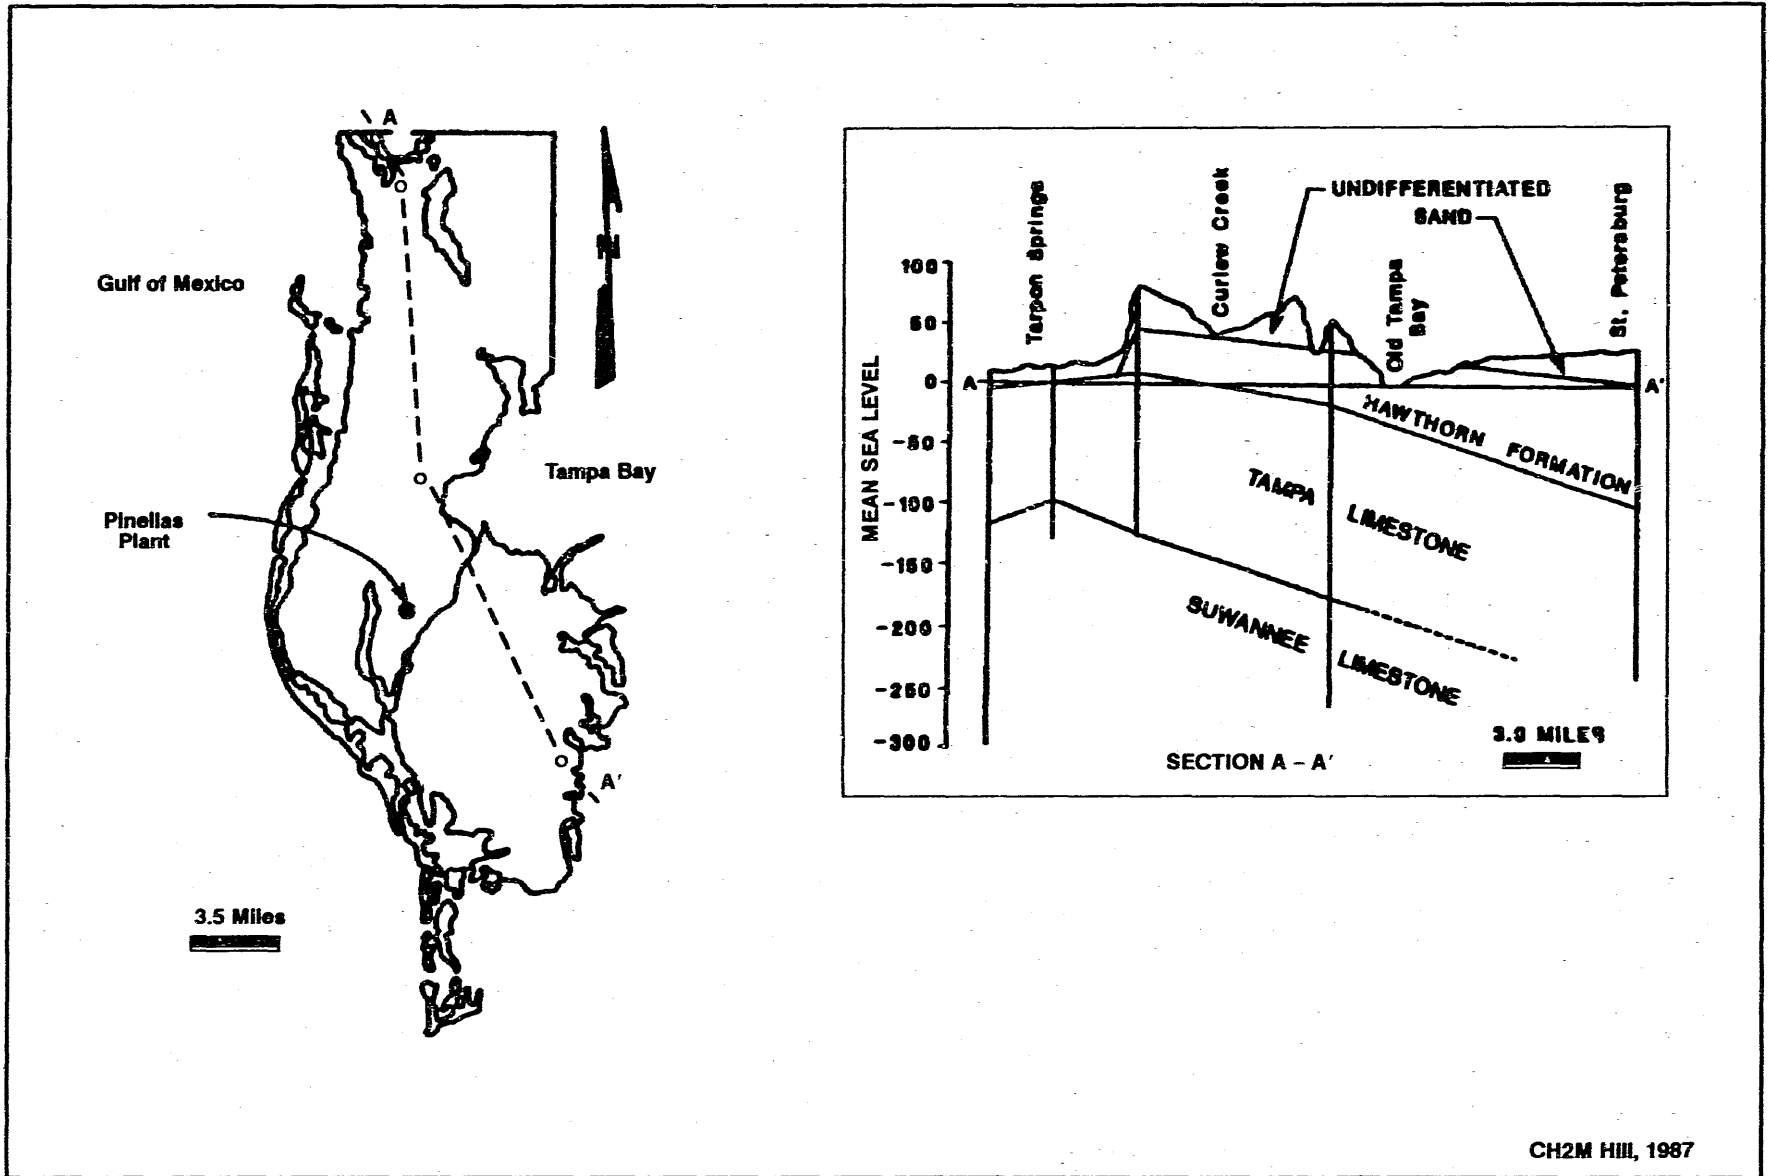 A
Gulf of Mexico
N
Tampa Bay
Pinellas
Plant
A'
3.5 Miles
Tarpon Springs
Curlew Creek
UNDIFFERENTIATED
SAND
Old Tampa
Bay
St. Petersburg
MEAN SEA LEVEL
100
50
0
-50
-100
-150
-200
-250
-300
A
A'
HAWTHORN FORMATION
TAMPA LIMESTONE
SUWANNEE LIMESTONE
3.0 MILES
SECTION A – A'
CH2M Hill, 1987